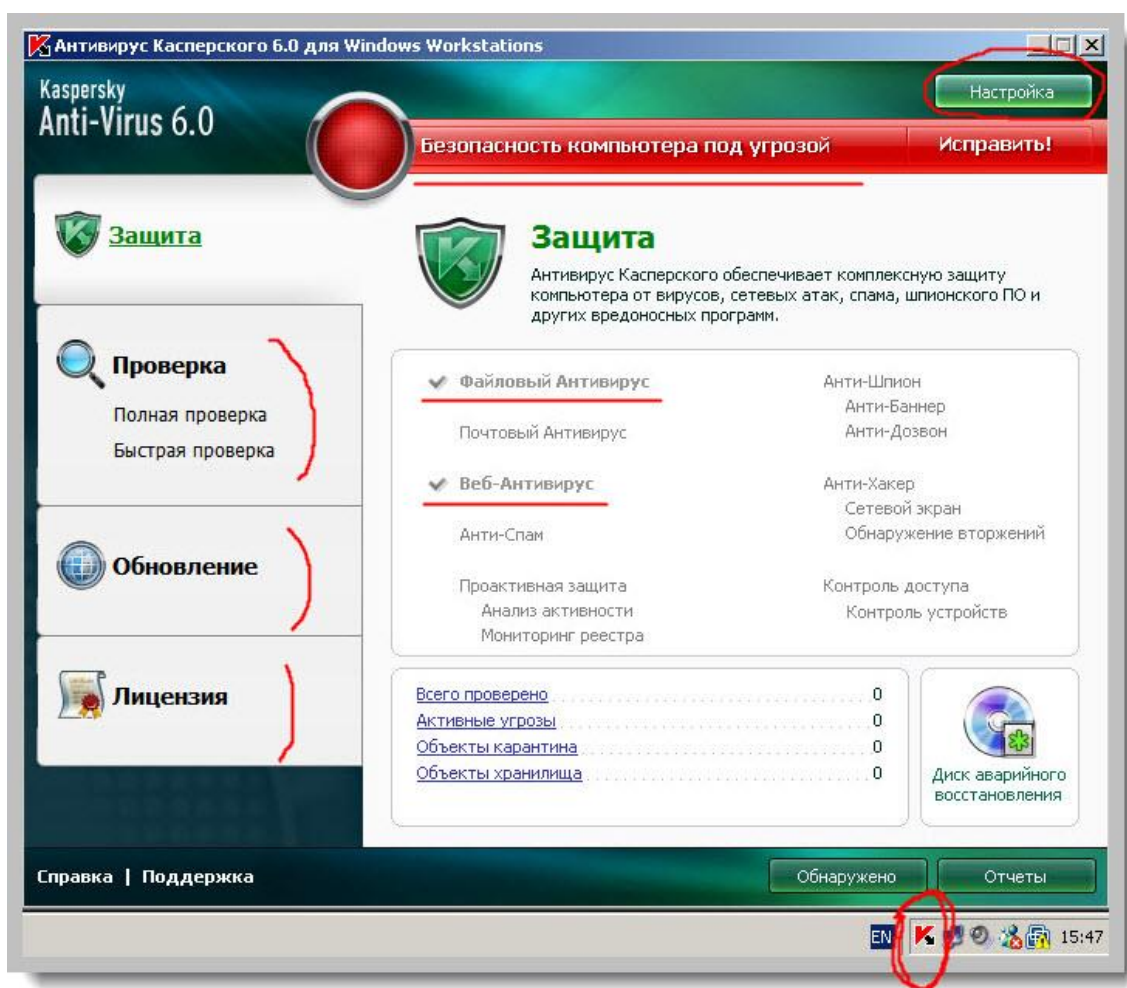 Антивирус Касперского 6.0 для Windows Workstations
Kaspersky
Anti-Virus 6.0
Настройка
Безопасность компьютера под угрозой
Исправить!
Защита
Проверка
Полная проверка
Быстрая проверка
Обновление
Лицензия
Защита
Антивирус Касперского обеспечивает комплексную защиту
компьютера от вирусов, сетевых атак, спама, шпионского ПО и
других вредоносных программ.
Файловый Антивирус
Почтовый Антивирус
Веб-Антивирус
Анти-Спам
Проактивная защита
Анализ активности
Мониторинг реестра
Анти-Шпион
Анти-Баннер
Анти-Дозвон
Анти-Хакер
Сетевой экран
Обнаружение вторжений
Контроль доступа
Контроль устройств
Всего проверено 0
Активные угрозы 0
Объекты карантина 0
Объекты хранилища 0
Диск аварийного
восстановления
Справка | Поддержка
Обнаружено
Отчеты
EN
15:47